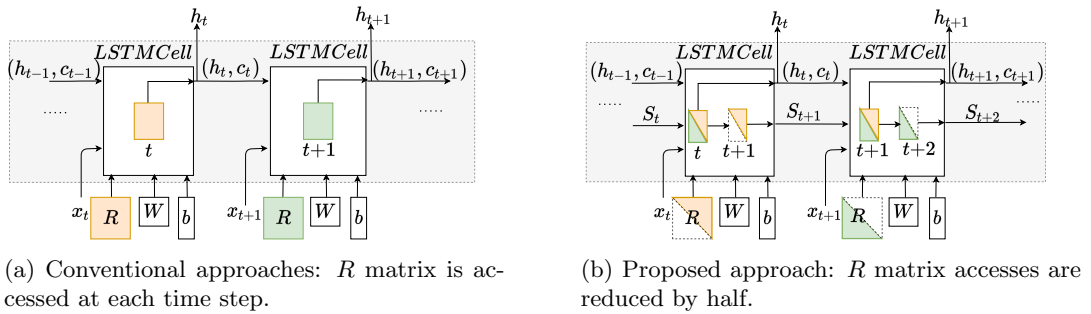 h_t
h_{t+1}
LSTMCell
LSTMCell
(h_{t-1}, c_{t-1})
(h_t, c_t)
(h_{t+1}, c_{t+1})
.....
.....
t
t+1
x_t
R
W
b
x_{t+1}
R
W
b
(a) Conventional approaches: R matrix is ac-
cessed at each time step.
h_t
h_{t+1}
LSTMCell
LSTMCell
(h_{t-1}, c_{t-1})
(h_t, c_t)
(h_{t+1}, c_{t+1})
.....
.....
S_t
S_{t+1}
S_{t+2}
t
t+1
t+1
t+2
x_t
R
W
b
x_{t+1}
R
W
b
(b) Proposed approach: R matrix accesses are
reduced by half.